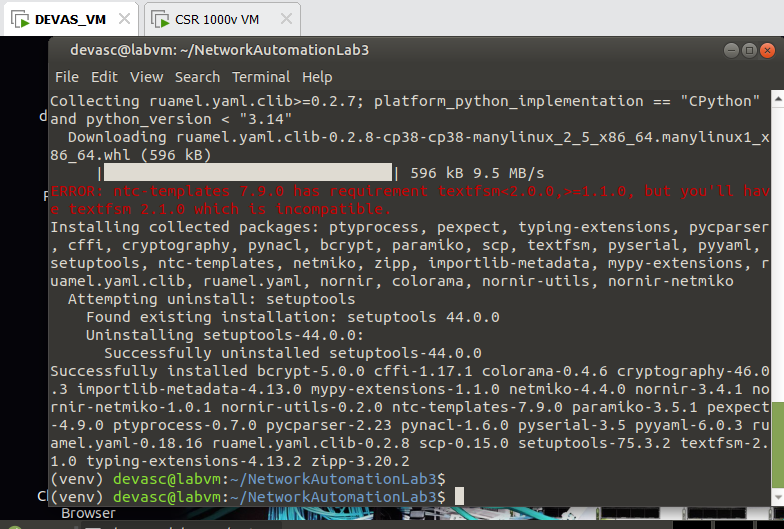 DEVAS_VM
CSR 1000v VM
devasc@labvm: ~/NetworkAutomationLab3
File Edit View Search Terminal Help
Collecting ruamel.yaml.clib>=0.2.7; platform_python_implementation == "CPython"
and python_version < "3.14"
Downloading ruamel.yaml.clib-0.2.8-cp38-cp38-manylinux_2_5_x86_64.manylinux1_x
86_64.whl (596 kB)
| | 596 kB 9.5 MB/s
ERROR: ntc-templates 7.9.0 has requirement textfsm<2.0.0,>=1.1.0, but you'll hav
e textfsm 2.1.0 which is incompatible.
Installing collected packages: ptyprocess, pexpect, typing-extensions, pycparser
, cffi, cryptography, pynacl, bcrypt, paramiko, scp, textfsm, pyserial, pyyaml,
setuptools, ntc-templates, netmiko, zipp, importlib-metadata, mypy-extensions, r
uamel.yaml.clib, ruamel.yaml, nornir, colorama, nornir-utils, nornir-netmiko
Attempting uninstall: setuptools
Found existing installation: setuptools 44.0.0
Uninstalling setuptools-44.0.0:
Successfully uninstalled setuptools-44.0.0
Successfully installed bcrypt-5.0.0 cffi-1.17.1 colorama-0.4.6 cryptography-46.0
.3 importlib-metadata-4.13.0 mypy-extensions-1.1.0 netmiko-4.4.0 nornir-3.4.1 no
rnir-netmiko-1.0.1 nornir-utils-0.2.0 ntc-templates-7.9.0 paramiko-3.5.1 pexpect
-4.9.0 ptyprocess-0.7.0 pycparser-2.23 pynacl-1.6.0 pyserial-3.5 pyyaml-6.0.3 ru
amel.yaml-0.18.16 ruamel.yaml.clib-0.2.8 scp-0.15.0 setuptools-75.3.2 textfsm-2.
1.0 typing-extensions-4.13.2 zipp-3.20.2
(venv) devasc@labvm:~/NetworkAutomationLab3$
(venv) devasc@labvm:~/NetworkAutomationLab3$
Browser